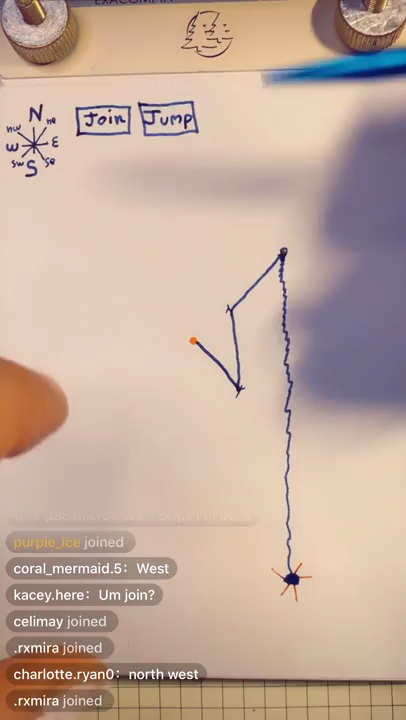 N
nw ne
W E
sw se
S
Join Jump
purple_ice joined
coral_mermaid.5: West
kacey.here: Um join?
celimay joined
.rxmira joined
charlotte.ryan0: north west
.rxmira joined